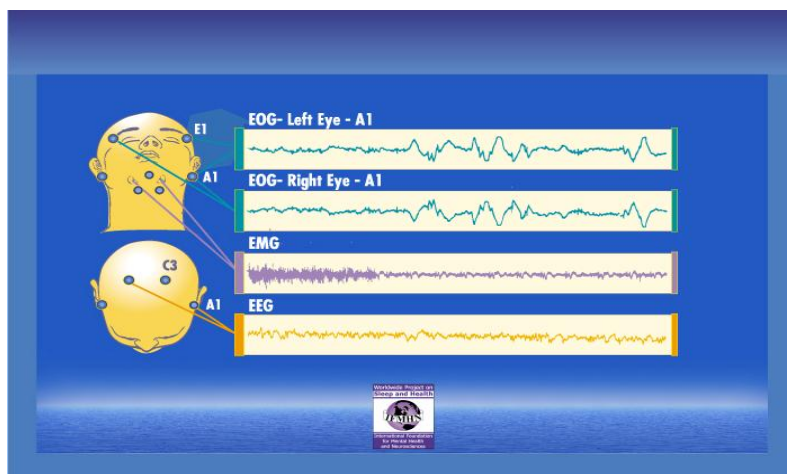 EOG- Left Eye - A1
E1
A1
EOG- Right Eye - A1
EMG
C3
A1
EEG
Worldwide Project on
Sleep and Health
International Foundation
for Mental Health
and Neurosciences